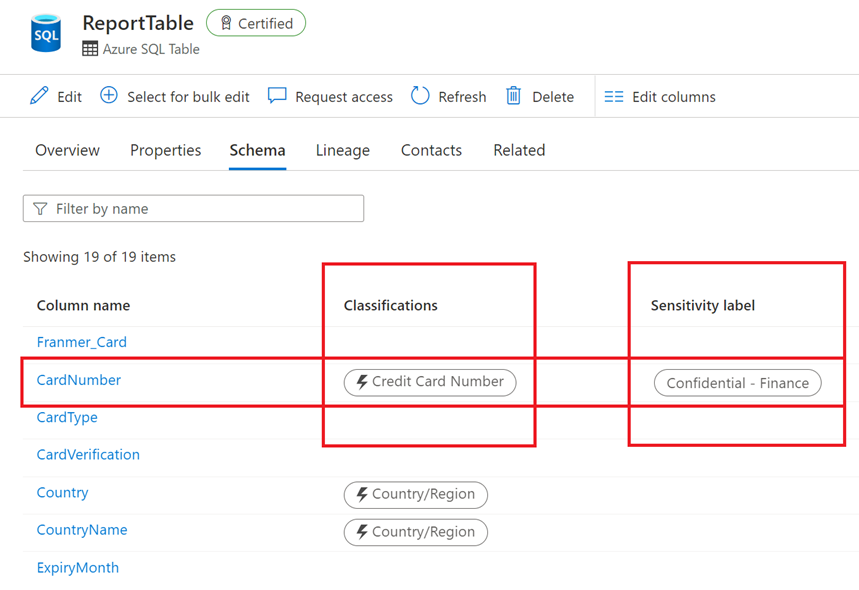 SQL
ReportTable
Certified
Azure SQL Table
Edit Select for bulk edit Request access Refresh Delete Edit columns
Overview Properties Schema Lineage Contacts Related
Filter by name
Showing 19 of 19 items
Column name Classifications Sensitivity label
Franmer_Card
CardNumber Credit Card Number Confidential - Finance
CardType
CardVerification
Country Country/Region
CountryName Country/Region
ExpiryMonth